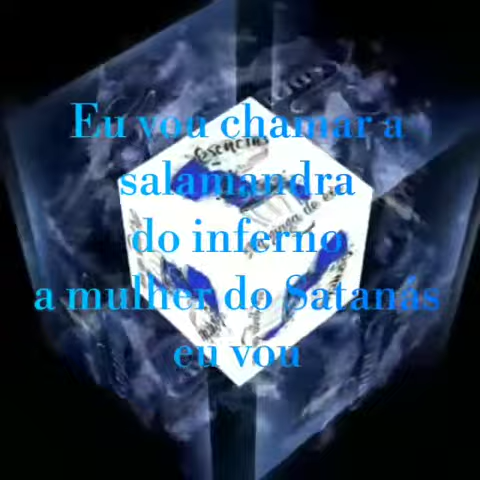 Eu vou chamar a
salamandra
do inferno
a mulher do Satanás
eu vou